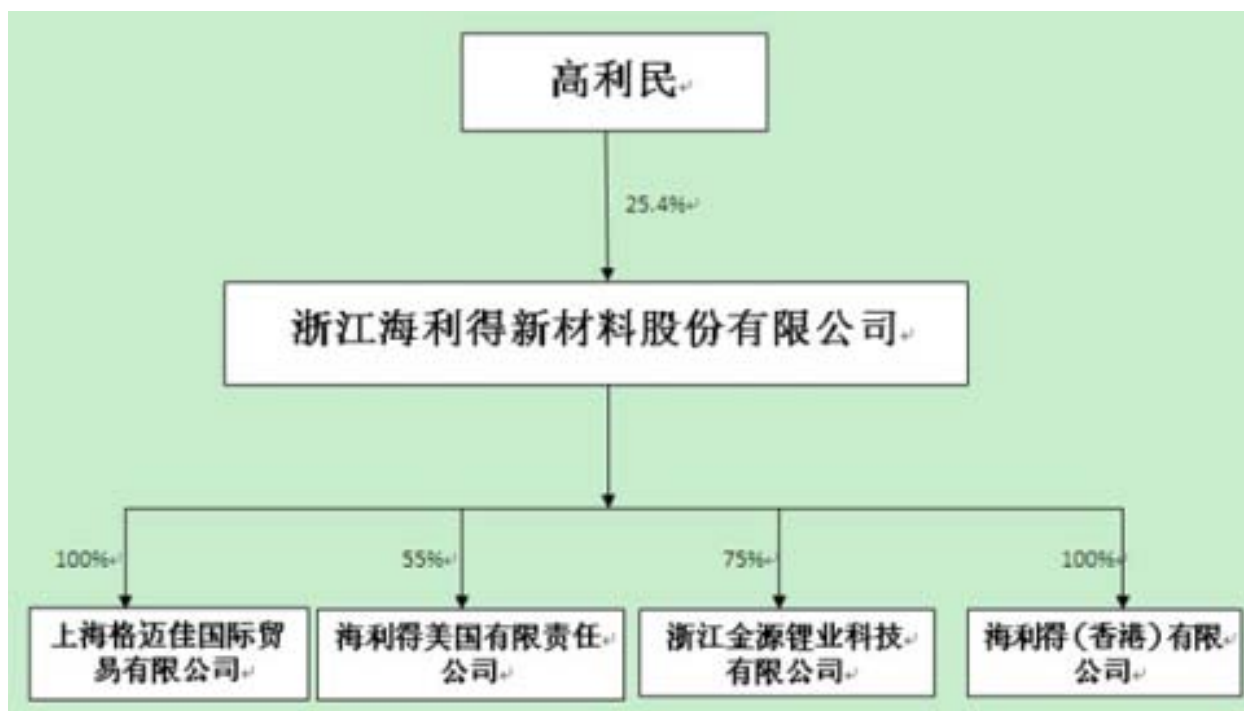 高利民
25.4%
浙江海利得新材料股份有限公司
100%
55%
75%
100%
上海格迈佳国际贸
易有限公司
海利得美国有限责任
公司
浙江金源锂业科技
有限公司
海利得(香港)有限
公司